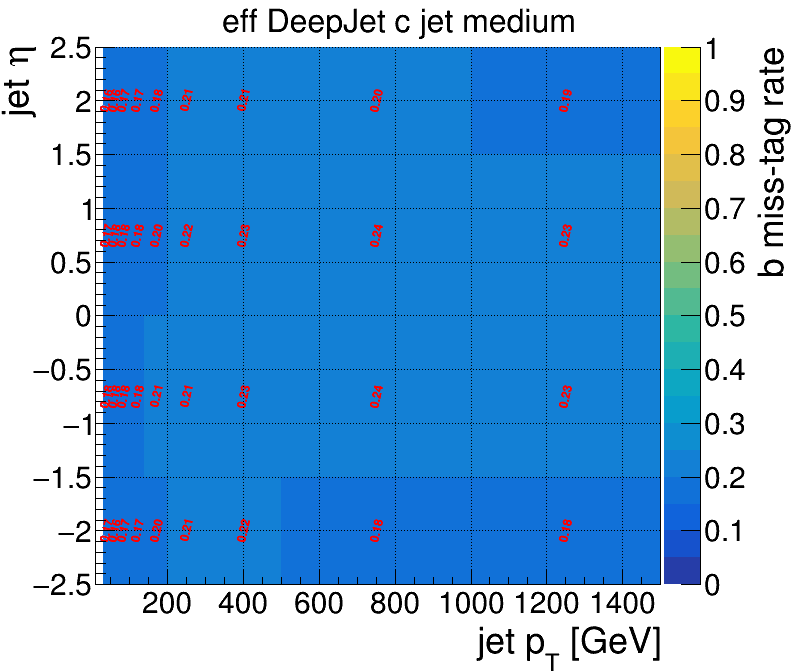 eff DeepJet c jet medium
jet η
2.5
2
1.5
1
0.5
0
−0.5
−1
−1.5
−2
−2.5
0.17 0.18 0.21 0.21 0.20 0.19
0.18 0.20 0.22 0.23 0.24 0.23
0.18 0.21 0.21 0.23 0.24 0.23
0.17 0.20 0.21 0.22 0.18 0.18
200 400 600 800 1000 1200 1400
jet pT [GeV]
1
0.9
0.8
0.7
0.6
0.5
0.4
0.3
0.2
0.1
0
b miss-tag rate